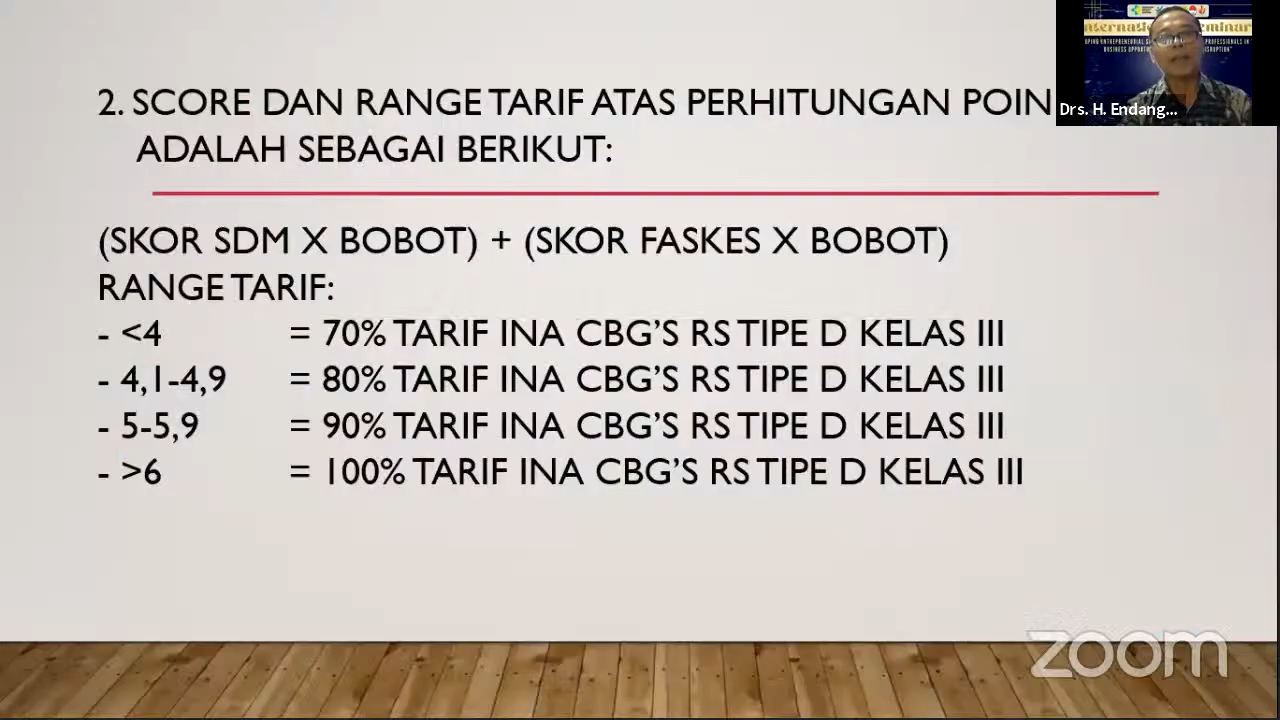 2. SCORE DAN RANGE TARIF ATAS PERHITUNGAN POIN
ADALAH SEBAGAI BERIKUT:
(SKOR SDM X BOBOT) + (SKOR FASKES X BOBOT)
RANGE TARIF:
- <4 = 70% TARIF INA CBG’S RS TIPE D KELAS III
- 4,1-4,9 = 80% TARIF INA CBG’S RS TIPE D KELAS III
- 5-5,9 = 90% TARIF INA CBG’S RS TIPE D KELAS III
- >6 = 100% TARIF INA CBG’S RS TIPE D KELAS III
Drs. H. Endang...
zoom